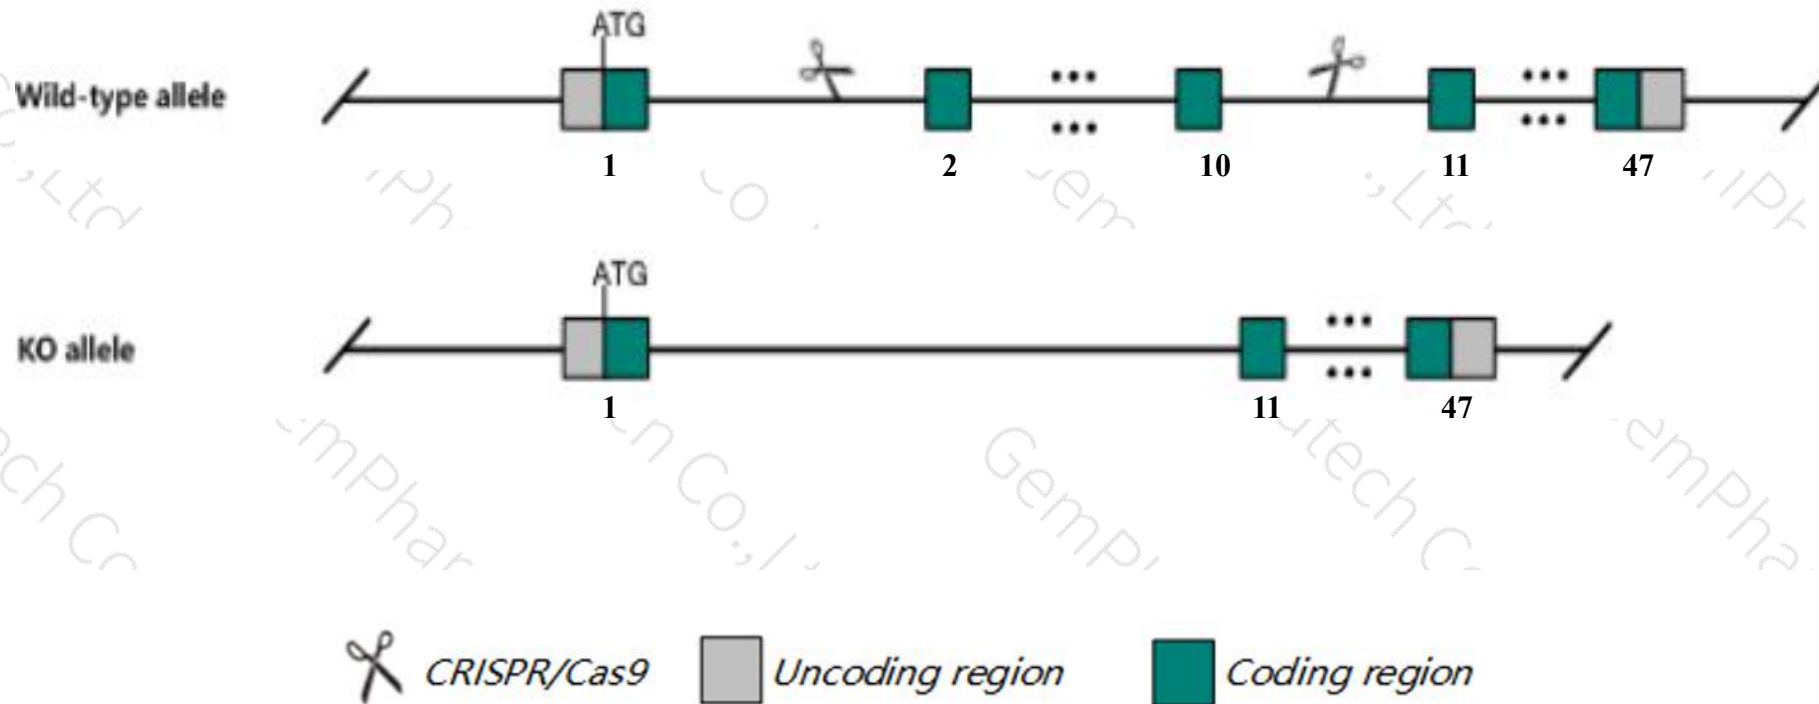 ATG
Wild-type allele
1 2 10 11 47
ATG
KO allele
1 11 47
CRISPR/Cas9 Uncoding region Coding region